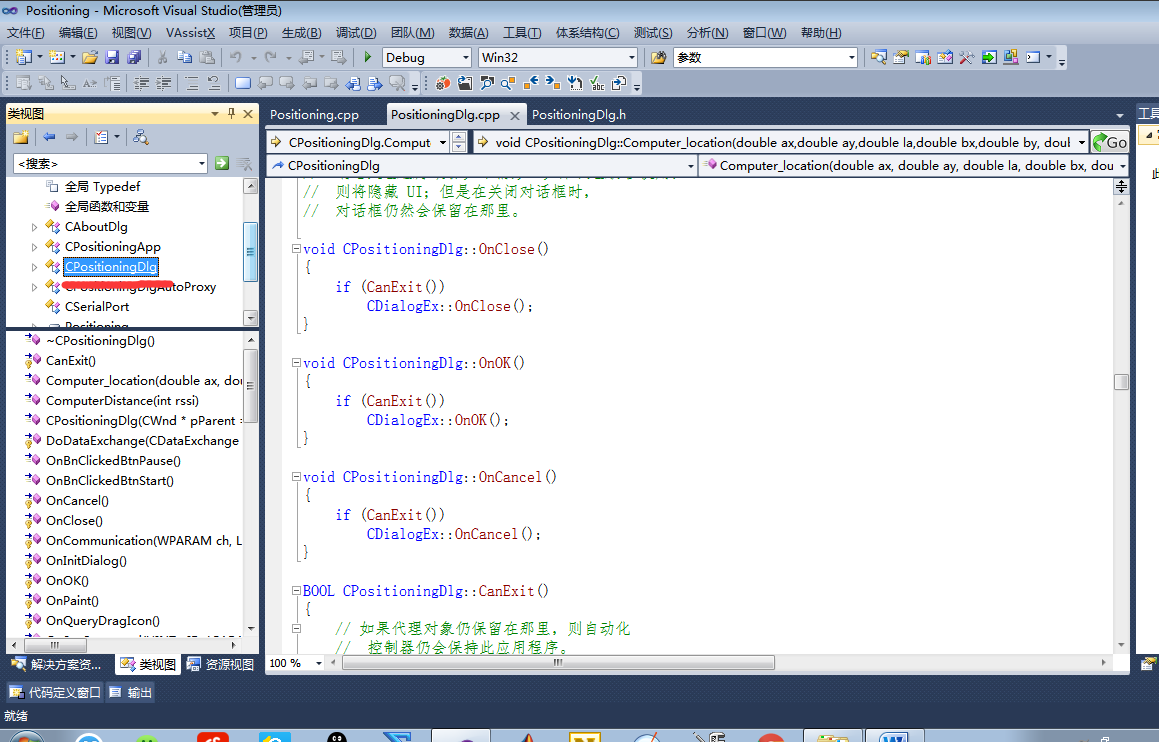 Positioning - Microsoft Visual Studio(管理员)
文件(F) 编辑(E) 视图(V) VAssistX 项目(P) 生成(B) 调试(D) 团队(M) 数据(A) 工具(T) 体系结构(C) 测试(S) 分析(N) 窗口(W) 帮助(H)
Debug Win32 参数
类视图
Positioning.cpp PositioningDlg.cpp PositioningDlg.h
工具
CPositioningDlg.Comput void CPositioningDlg::Computer_location(double ax,double ay,double la,double bx,double by, doul Go
<搜索>
CPositioningDlg Computer_location(double ax, double ay, double la, double bx, dou
全局 Typedef
全局函数和变量
CAboutDlg
CPositioningApp
CPositioningDlg
CPositioningDlgAutoProxy
CSerialPort
Positioning
~CPositioningDlg()
CanExit()
Computer_location(double ax, dou
ComputerDistance(int rssi)
CPositioningDlg(CWnd * pParent =
DoDataExchange(CDataExchange
OnBnClickedBtnPause()
OnBnClickedBtnStart()
OnCancel()
OnClose()
OnCommunication(WPARAM ch, L
OnInitDialog()
OnOK()
OnPaint()
OnQueryDragIcon()
// 则将隐藏 UI；但是在关闭对话框时，
// 对话框仍然会保留在那里。
void CPositioningDlg::OnClose()
{
if (CanExit())
CDialogEx::OnClose();
}
void CPositioningDlg::OnOK()
{
if (CanExit())
CDialogEx::OnOK();
}
void CPositioningDlg::OnCancel()
{
if (CanExit())
CDialogEx::OnCancel();
}
BOOL CPositioningDlg::CanExit()
{
// 如果代理对象仍保留在那里，则自动化
// 控制器仍会保持此应用程序。
100 %
解决方案资... 类视图 资源视图
代码定义窗口 输出
就绪